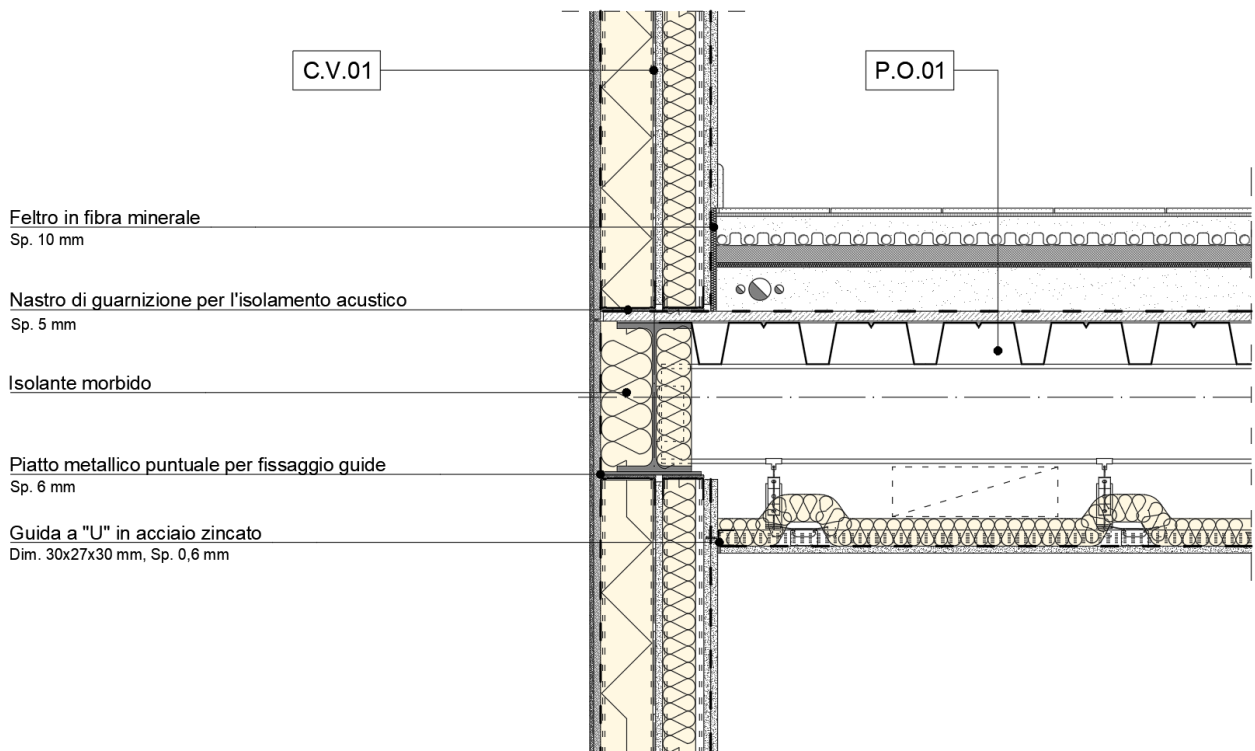 C.V.01
P.O.01
Feltro in fibra minerale
Sp. 10 mm
Nastro di guarnizione per l'isolamento acustico
Sp. 5 mm
Isolante morbido
Piatto metallico puntuale per fissaggio guide
Sp. 6 mm
Guida a "U" in acciaio zincato
Dim. 30x27x30 mm, Sp. 0,6 mm